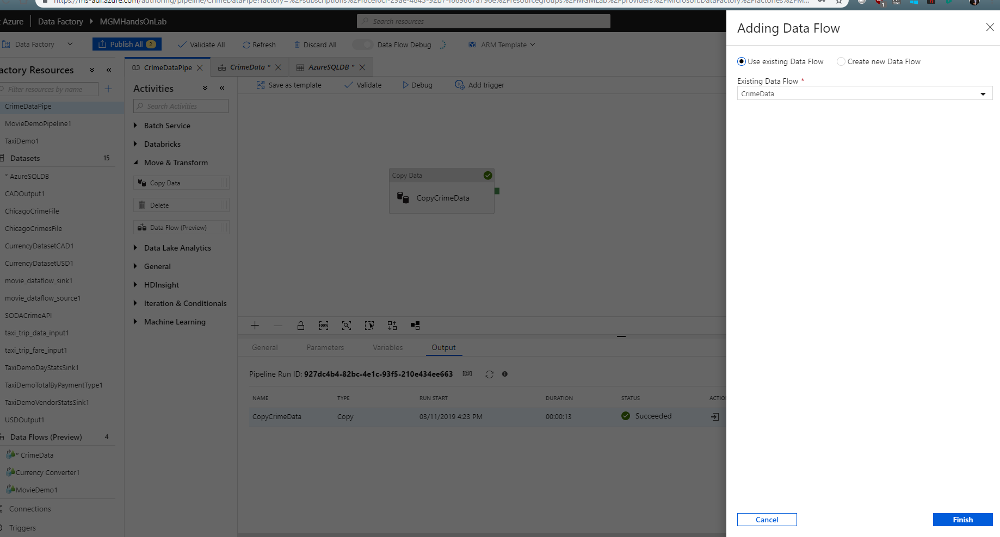 Azure
Data Factory
MGMHandsOnLab
Search resources
Data Factory
Publish All 2
Validate All
Refresh
Discard All
Data Flow Debug
ARM Template
actory Resources
Filter resources by name
CrimeDataPipe
MovieDemoPipeline1
TaxiDemo1
Datasets 15
* AzureSQLDB
CADOutput1
ChicagoCrimeFile
ChicagoCrimesFile
CurrencyDatasetCAD1
CurrencyDatasetUSD1
movie_dataflow_sink1
movie_dataflow_source1
SODACrimeAPI
taxi_trip_data_input1
taxi_trip_fare_input1
TaxiDemoDayStatsSink1
TaxiDemoTotalByPaymentType1
TaxiDemoVendorStatsSink1
USDOutput1
Data Flows (Preview) 4
* CrimeData
Currency Converter1
MovieDemo1
Connections
Triggers
CrimeDataPipe
CrimeData *
AzureSQLDB *
Activities
Search Activities
Batch Service
Databricks
Move & Transform
Copy Data
Delete
Data Flow (Preview)
Data Lake Analytics
General
HDInsight
Iteration & Conditionals
Machine Learning
Save as template
Validate
Debug
Add trigger
Copy Data
CopyCrimeData
100%
General
Parameters
Variables
Output
Pipeline Run ID: 927dc4b4-82bc-4e1c-93f5-210e434ee663 [@]
NAME TYPE RUN START DURATION STATUS ACTIO
CopyCrimeData Copy 03/11/2019 4:23 PM 00:00:13 Succeeded
Adding Data Flow
Use existing Data Flow
Create new Data Flow
Existing Data Flow *
CrimeData
Cancel
Finish